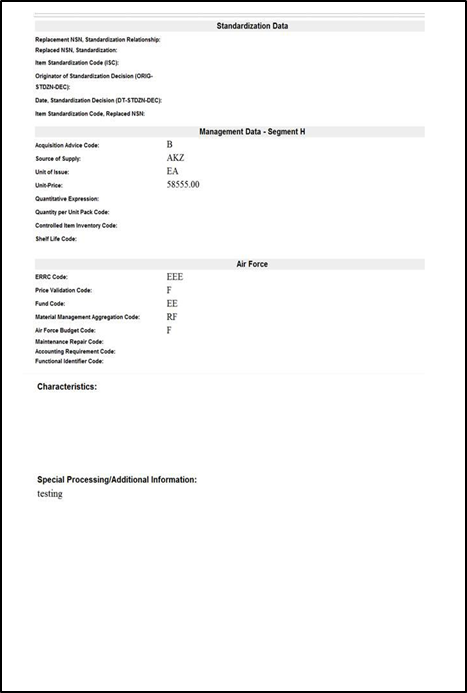 Standardization Data
Replacement NSN, Standardization Relationship:
Replaced NSN, Standardization:
Item Standardization Code (ISC):
Originator of Standardization Decision (ORIG-
STDZN-DEC):
Date, Standardization Decision (DT-STDZN-DEC):
Item Standardization Code, Replaced NSN:
Management Data - Segment H
Acquisition Advice Code: B
Source of Supply: AKZ
Unit of Issue: EA
Unit-Price: 58555.00
Quantitative Expression:
Quantity per Unit Pack Code:
Controlled Item Inventory Code:
Shelf Life Code:
Air Force
ERRC Code: EEE
Price Validation Code: F
Fund Code: EE
Material Management Aggregation Code: RF
Air Force Budget Code: F
Maintenance Repair Code:
Accounting Requirement Code:
Functional Identifier Code:
Characteristics:
Special Processing/Additional Information:
testing